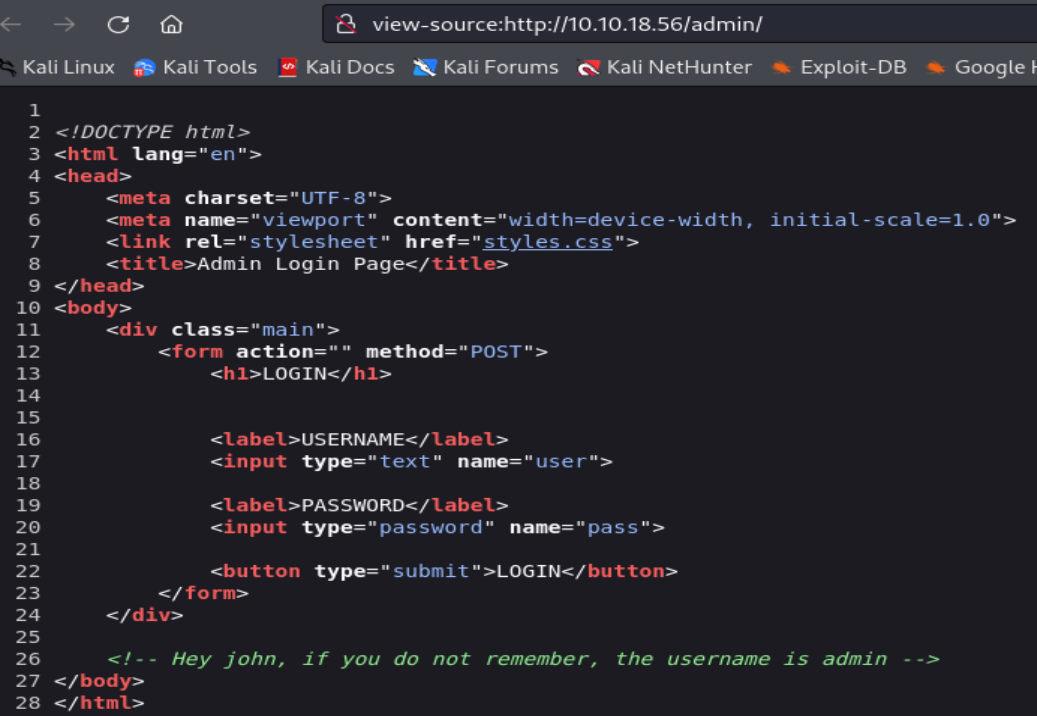 view-source:http://10.10.18.56/admin/
Kali Linux Kali Tools Kali Docs Kali Forums Kali NetHunter Exploit-DB Google
1
2 <!DOCTYPE html>
3 <html lang="en">
4 <head>
5 <meta charset="UTF-8">
6 <meta name="viewport" content="width=device-width, initial-scale=1.0">
7 <link rel="stylesheet" href="styles.css">
8 <title>Admin Login Page</title>
9 </head>
10 <body>
11 <div class="main">
12 <form action="" method="POST">
13 <h1>LOGIN</h1>
14
15
16 <label>USERNAME</label>
17 <input type="text" name="user">
18
19 <label>PASSWORD</label>
20 <input type="password" name="pass">
21
22 <button type="submit">LOGIN</button>
23 </form>
24 </div>
25
26 <!-- Hey john, if you do not remember, the username is admin -->
27 </body>
28 </html>